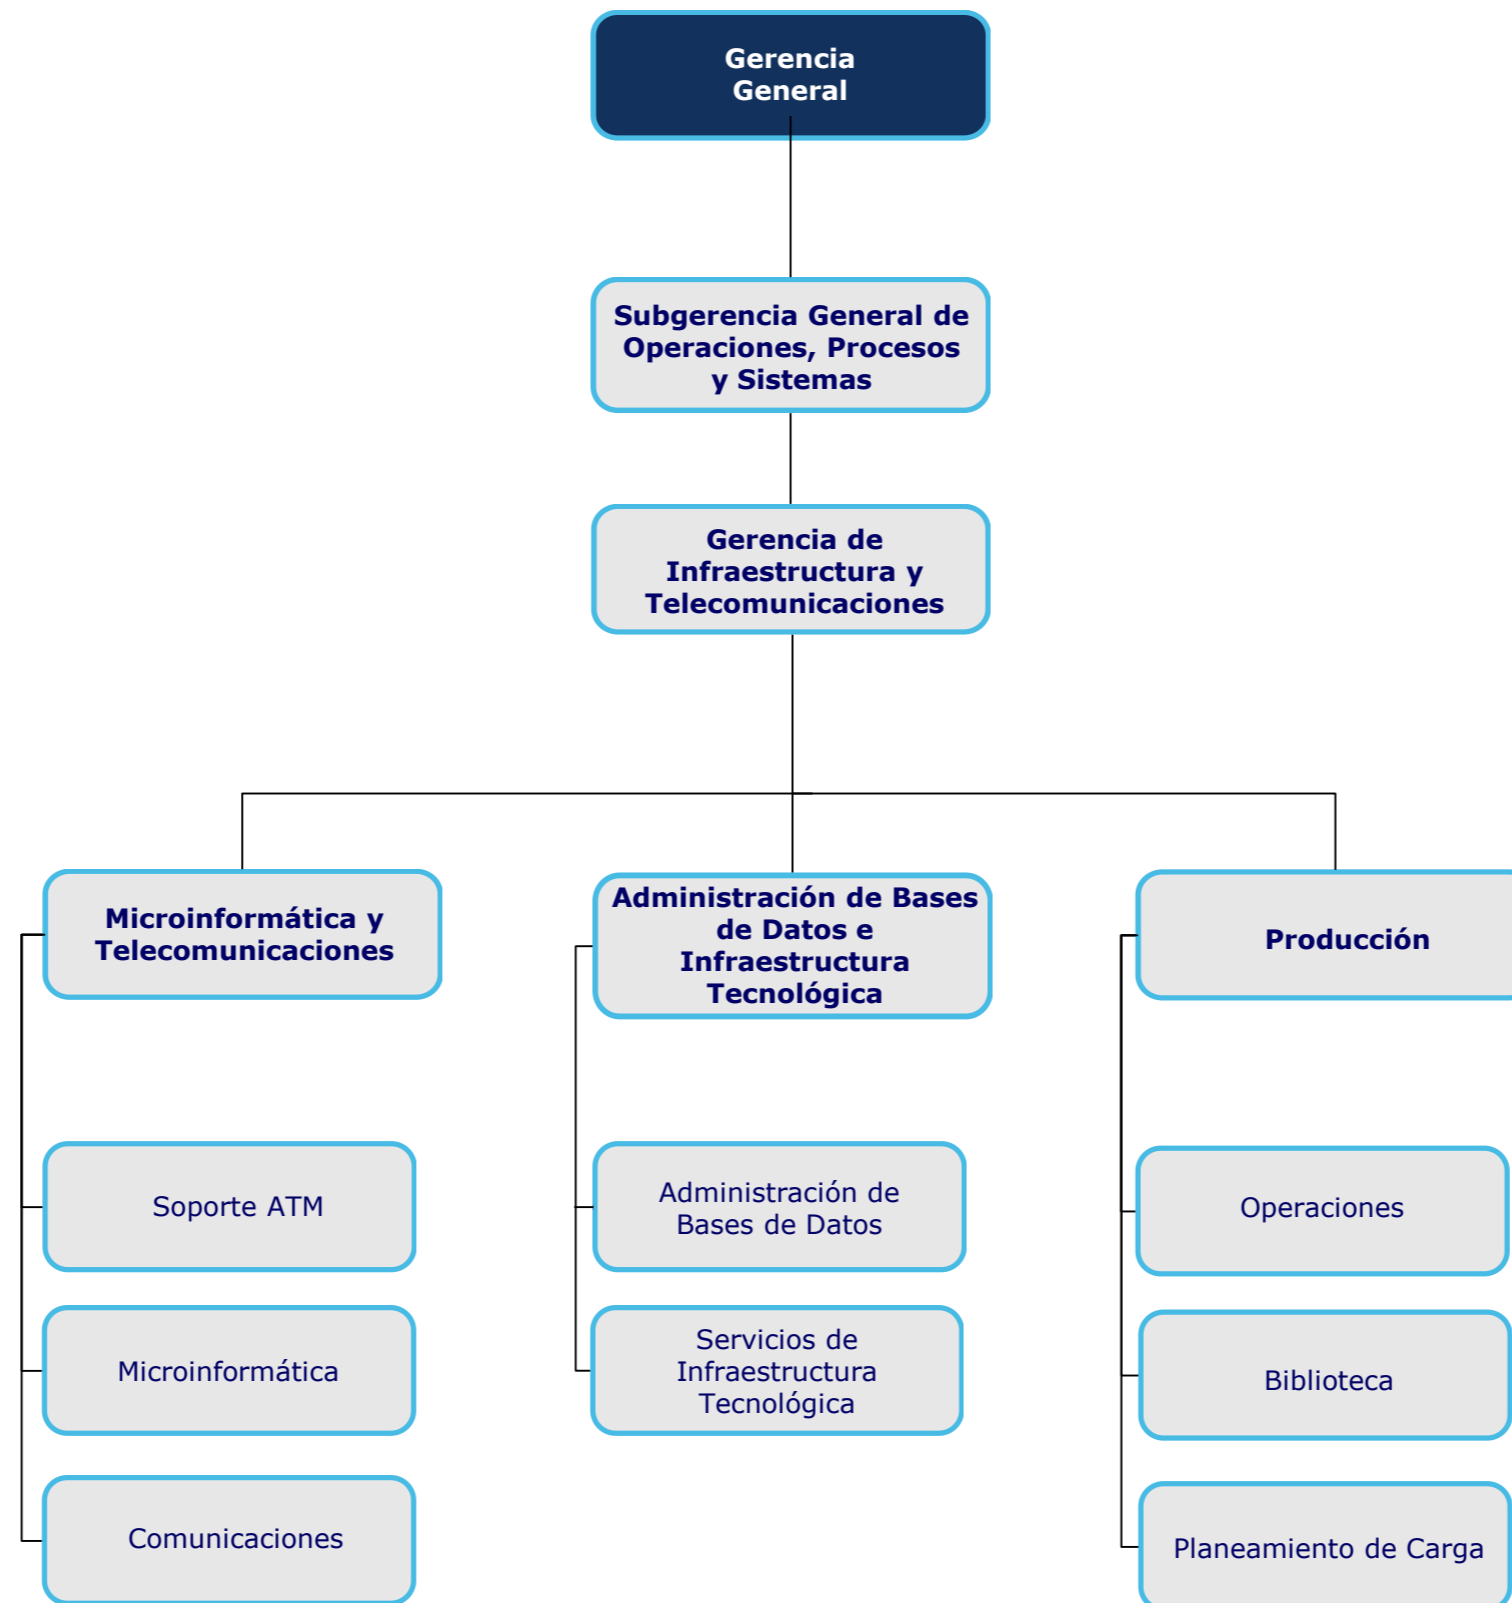 Gerencia
General
Subgerencia General de
Operaciones, Procesos
y Sistemas
Gerencia de
Infraestructura y
Telecomunicaciones
Microinformática y
Telecomunicaciones
Administración de Bases
de Datos e
Infraestructura
Tecnológica
Producción
Soporte ATM
Administración de
Bases de Datos
Operaciones
Microinformática
Servicios de
Infraestructura
Tecnológica
Biblioteca
Comunicaciones
Planeamiento de Carga